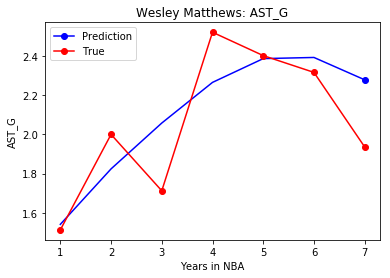 Wesley Matthews: AST_G
Prediction
True
AST_G
2.4
2.2
2.0
1.8
1.6
1 2 3 4 5 6 7
Years in NBA